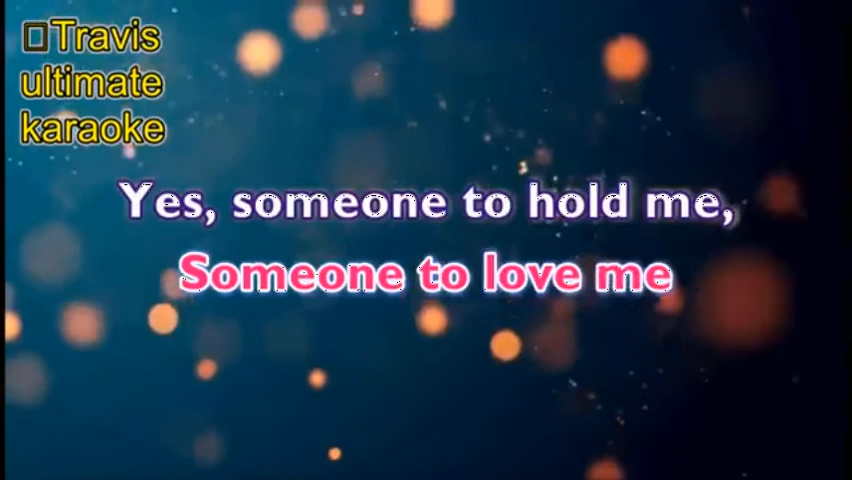 Travis
ultimate
karaoke
Yes, someone to hold me,
Someone to love me